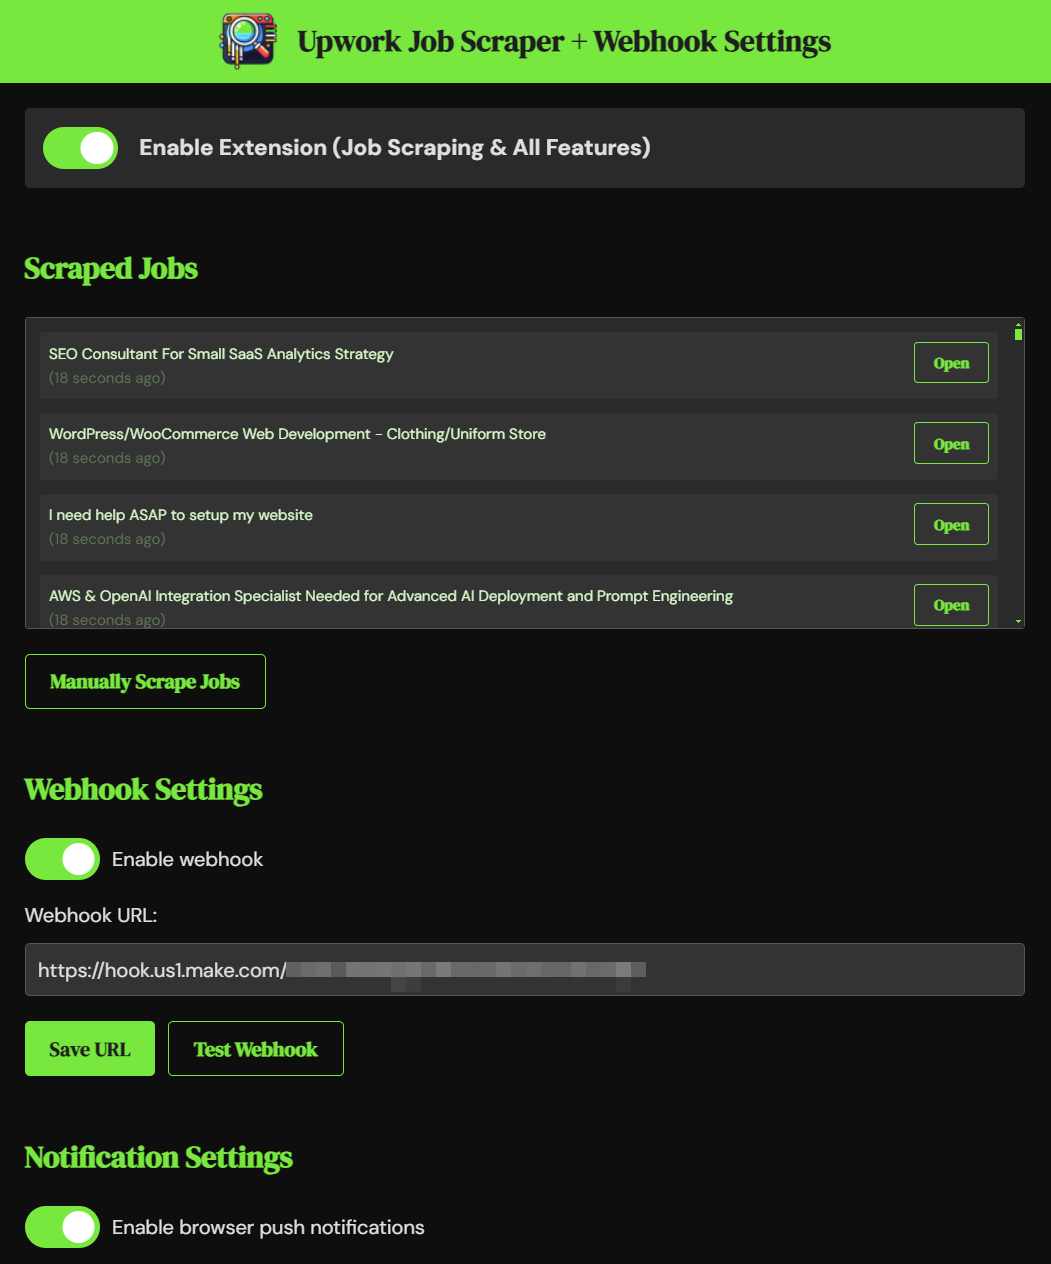 Upwork Job Scraper + Webhook Settings
Enable Extension (Job Scraping & All Features)
Scraped Jobs
SEO Consultant For Small SaaS Analytics Strategy
(18 seconds ago)
Open
WordPress/WooCommerce Web Development - Clothing/Uniform Store
(18 seconds ago)
Open
I need help ASAP to setup my website
(18 seconds ago)
Open
AWS & OpenAI Integration Specialist Needed for Advanced AI Deployment and Prompt Engineering
(18 seconds ago)
Open
Manually Scrape Jobs
Webhook Settings
Enable webhook
Webhook URL:
https://hook.us1.make.com/
Save URL
Test Webhook
Notification Settings
Enable browser push notifications